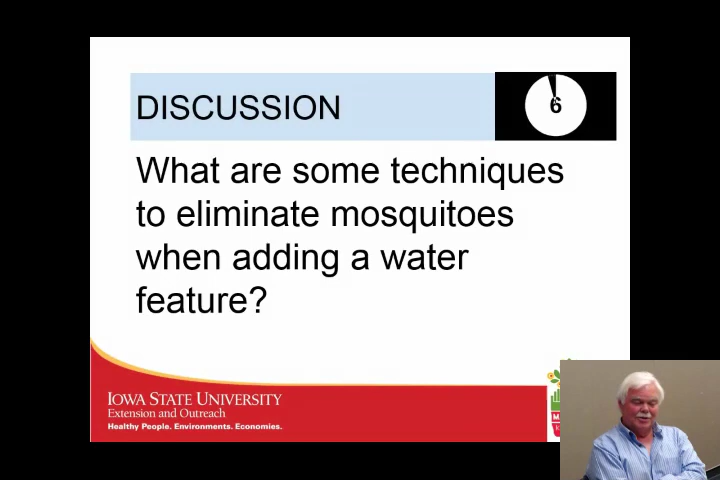 DISCUSSION
6
What are some techniques
to eliminate mosquitoes
when adding a water
feature?
IOWA STATE UNIVERSITY
Extension and Outreach
Healthy People. Environments. Economies.